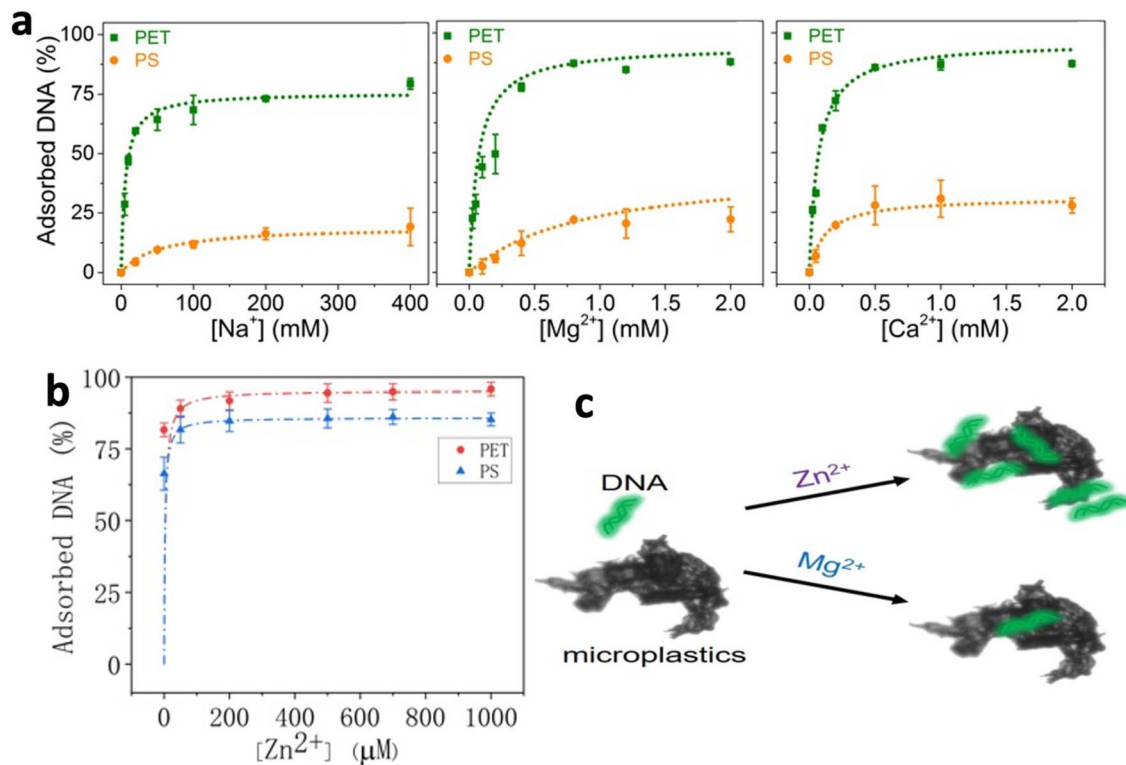 a
PET
PS
PET
PS
PET
PS
Adsorbed DNA (%)
100
75
50
25
0
0 100 200 300 400
[Na⁺] (mM)
0.0 0.5 1.0 1.5 2.0
[Mg²⁺] (mM)
0.0 0.5 1.0 1.5 2.0
[Ca²⁺] (mM)
b
Adsorbed DNA (%)
100
75
50
25
0
PET
PS
0 200 400 600 800 1000
[Zn²⁺] (μM)
c
DNA
microplastics
Zn²⁺
Mg²⁺